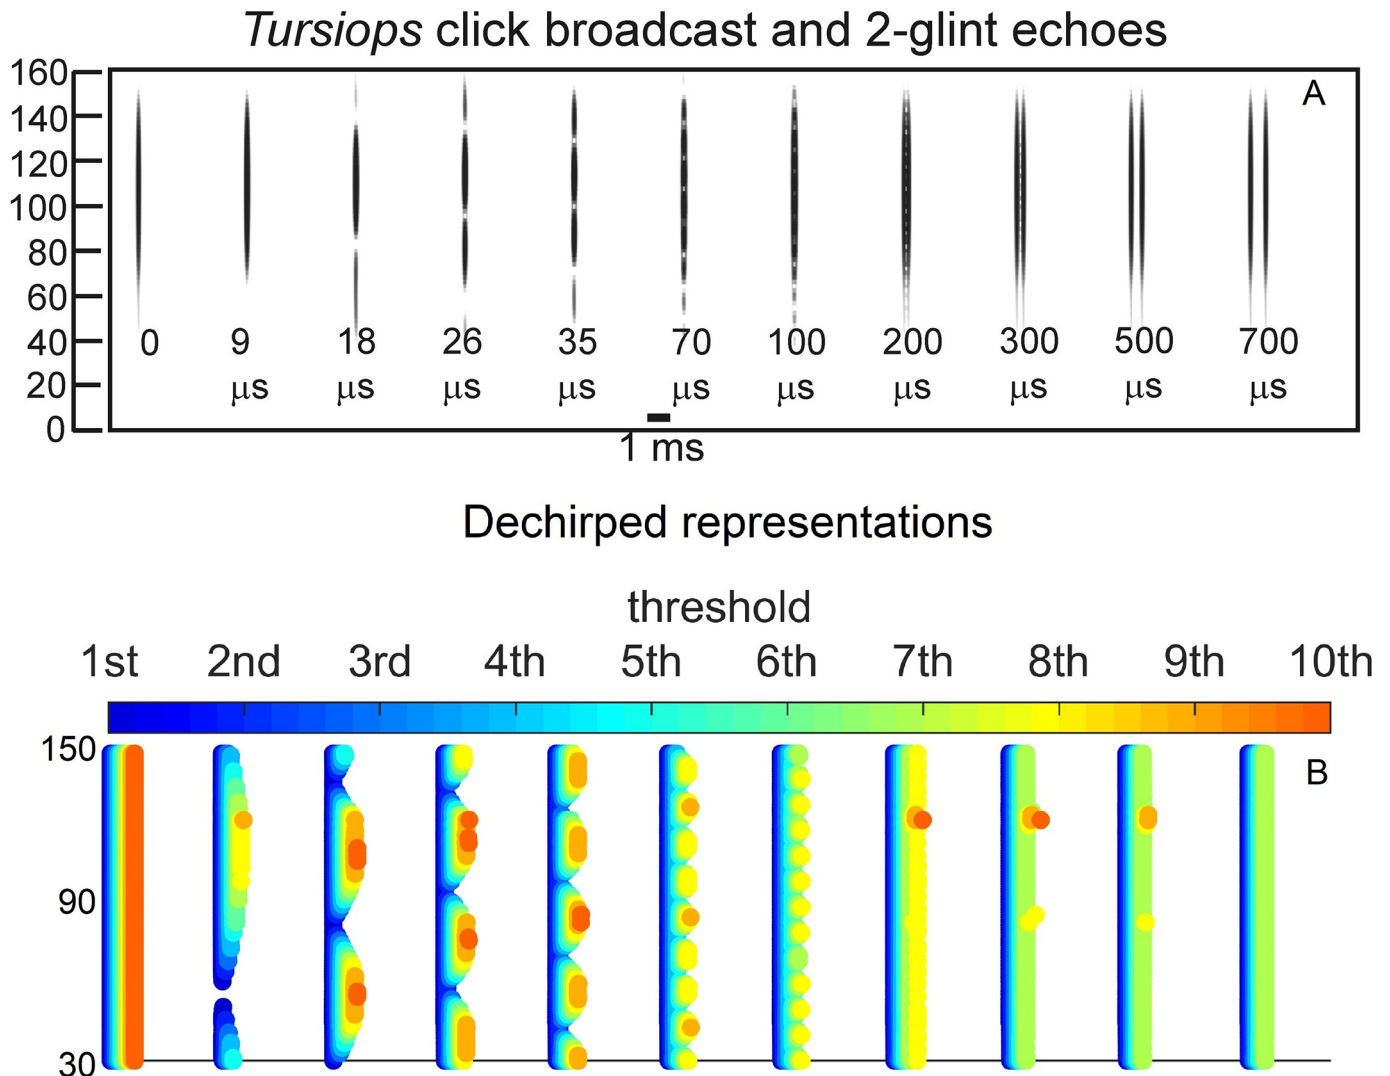 Tursiops click broadcast and 2-glint echoes
A
160
140
120
100
80
60
40
20
0
0 9 18 26 35 70 100 200 300 500 700
μs μs μs μs μs μs μs μs μs μs
1 ms
Dechirped representations
threshold
1st 2nd 3rd 4th 5th 6th 7th 8th 9th 10th
B
150
90
30